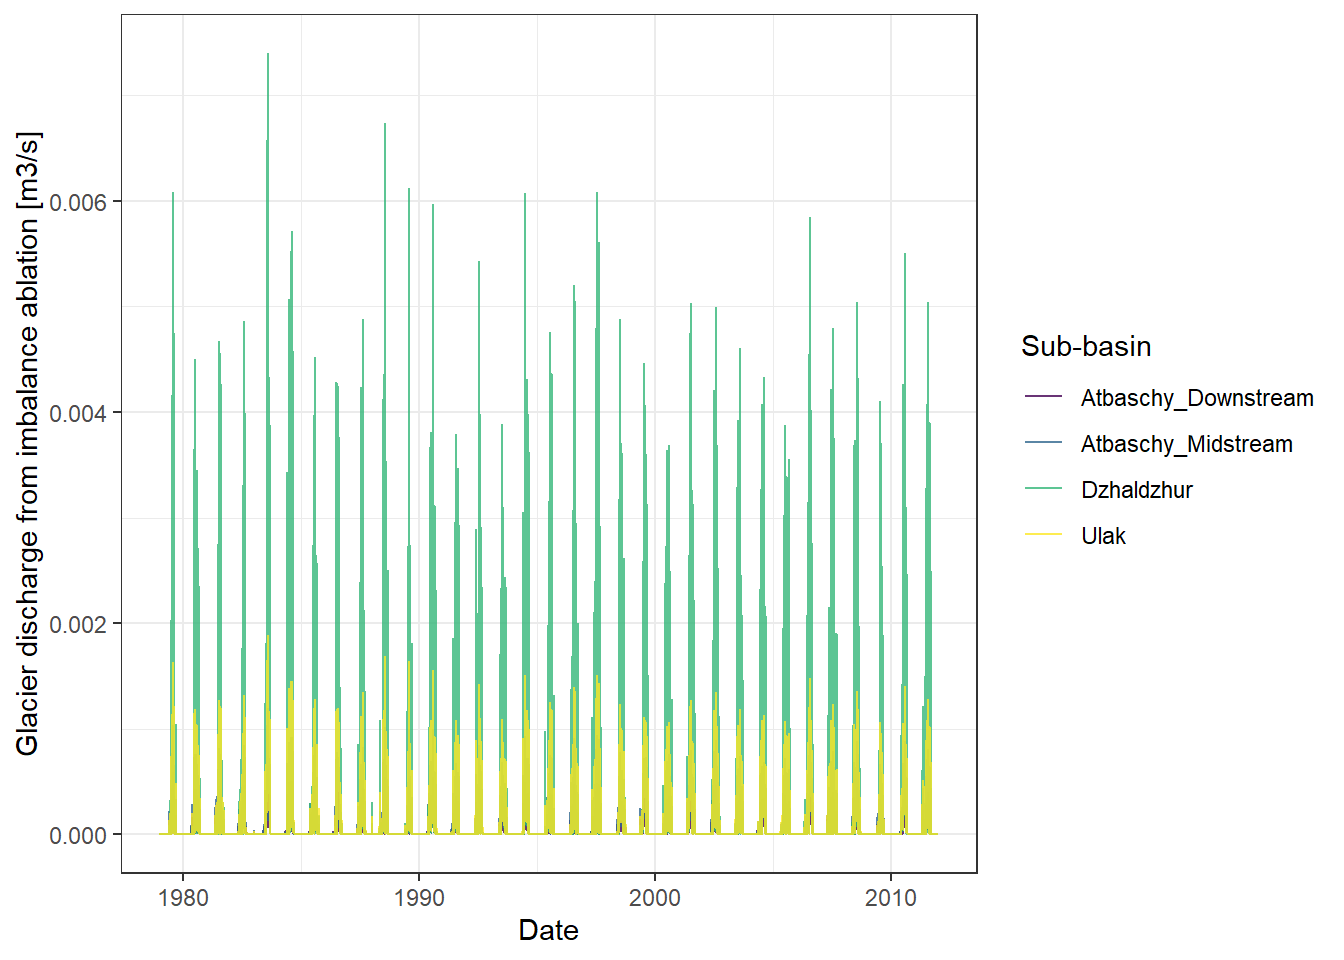 Glacier discharge from imbalance ablation [m3/s]
0.006
0.004
0.002
0.000
1980
1990
2000
2010
Date
Sub-basin
Atbaschy_Downstream
Atbaschy_Midstream
Dzhaldzhur
Ulak